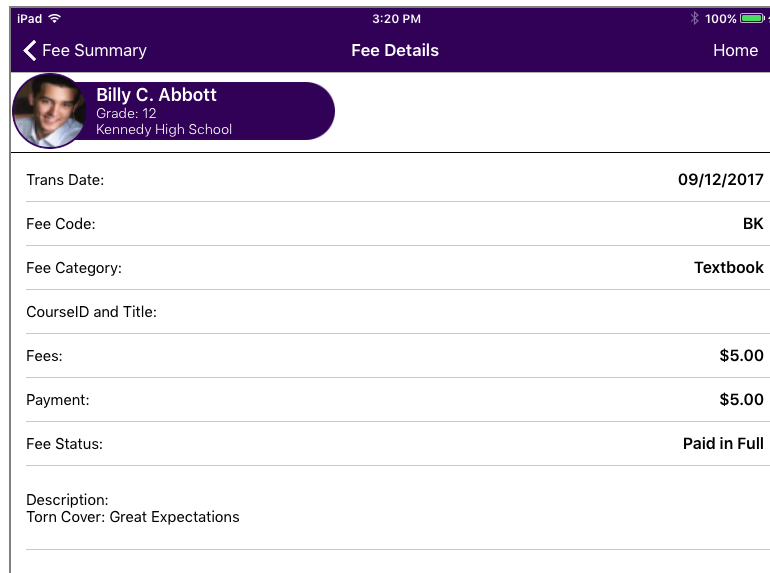 iPad 3:20 PM 100%
Fee Summary Fee Details Home
Billy C. Abbott
Grade: 12
Kennedy High School
Trans Date: 09/12/2017
Fee Code: BK
Fee Category: Textbook
CourseID and Title:
Fees: $5.00
Payment: $5.00
Fee Status: Paid in Full
Description:
Torn Cover: Great Expectations